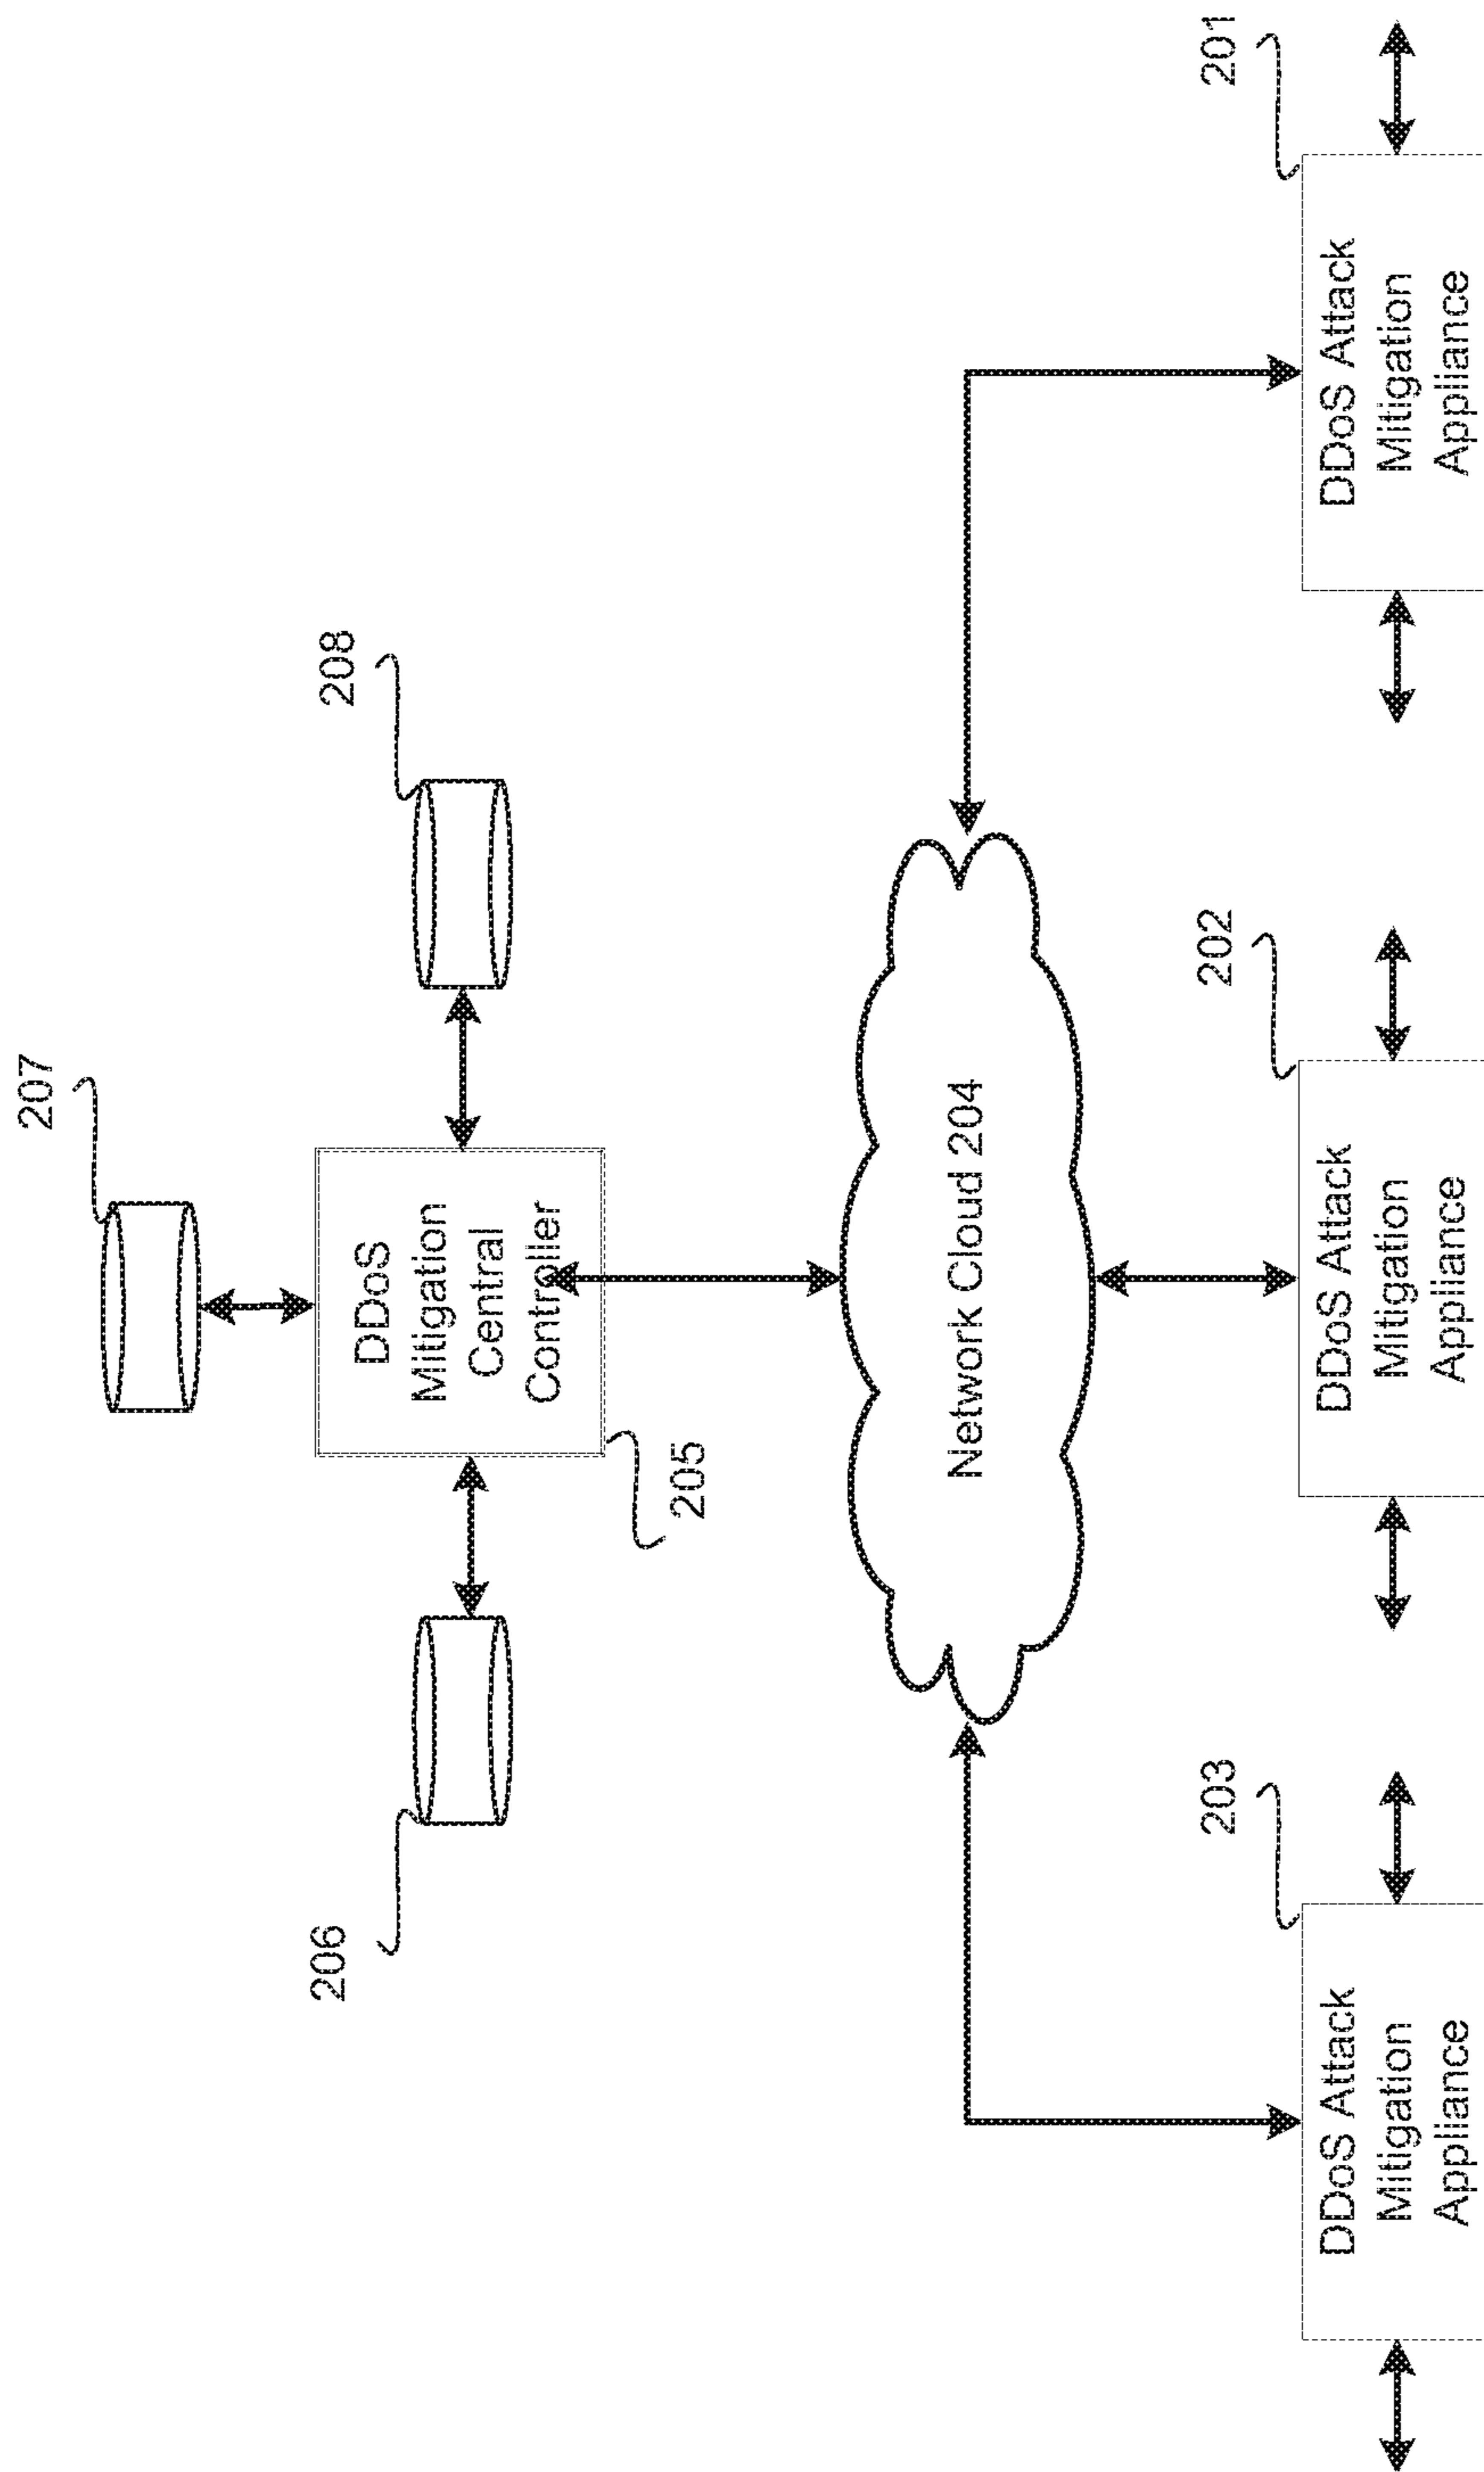 207
206
208
DDoS
Mitigation
Central
Controller
205
Network Cloud 204
203
202
201
DDoS Attack
Mitigation
Appliance
DDoS Attack
Mitigation
Appliance
DDoS Attack
Mitigation
Appliance